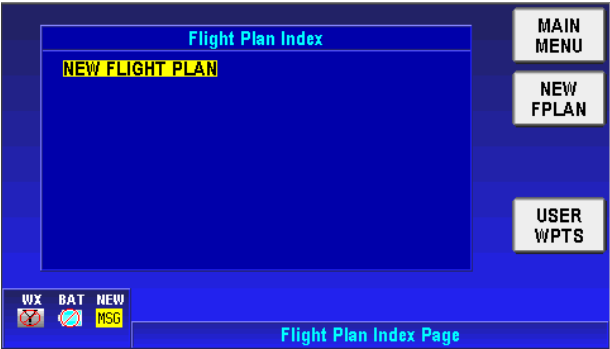 Flight Plan Index
NEW FLIGHT PLAN
MAIN
MENU
NEW
FPLAN
USER
WPTS
WX BAT NEW
MSG
Flight Plan Index Page